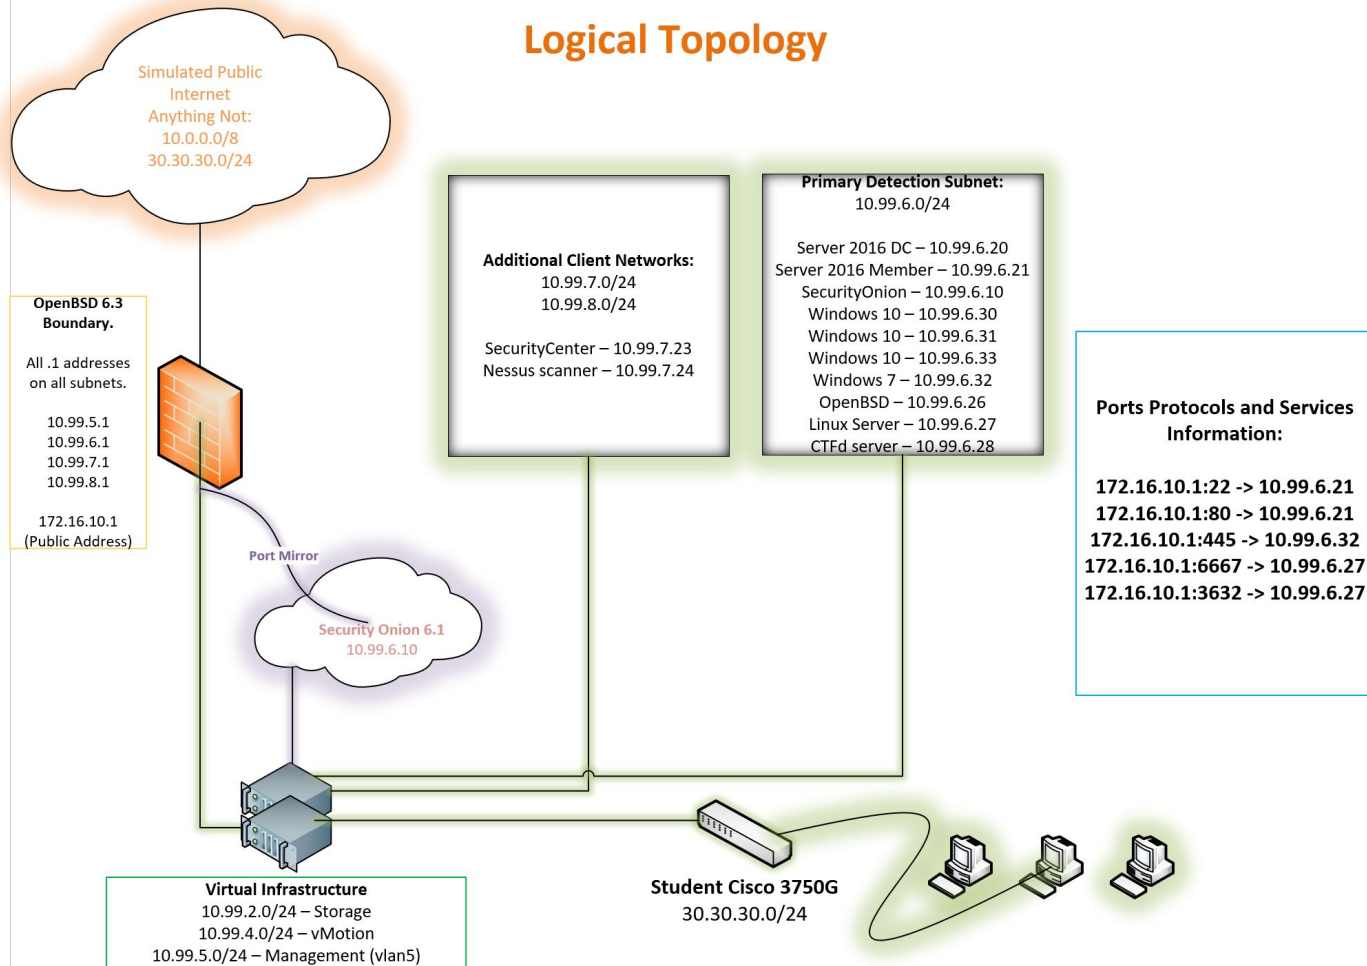 Logical Topology
Simulated Public
Internet
Anything Not:
10.0.0.0/8
30.30.30.0/24
OpenBSD 6.3
Boundary.
All .1 addresses
on all subnets.
10.99.5.1
10.99.6.1
10.99.7.1
10.99.8.1
172.16.10.1
(Public Address)
Port Mirror
Security Onion 6.1
10.99.6.10
Additional Client Networks:
10.99.7.0/24
10.99.8.0/24
SecurityCenter – 10.99.7.23
Nessus scanner – 10.99.7.24
Primary Detection Subnet:
10.99.6.0/24
Server 2016 DC – 10.99.6.20
Server 2016 Member – 10.99.6.21
SecurityOnion – 10.99.6.10
Windows 10 – 10.99.6.30
Windows 10 – 10.99.6.31
Windows 10 – 10.99.6.33
Windows 7 – 10.99.6.32
OpenBSD – 10.99.6.26
Linux Server – 10.99.6.27
CTFd server – 10.99.6.28
Ports Protocols and Services
Information:
172.16.10.1:22 -> 10.99.6.21
172.16.10.1:80 -> 10.99.6.21
172.16.10.1:445 -> 10.99.6.32
172.16.10.1:6667 -> 10.99.6.27
172.16.10.1:3632 -> 10.99.6.27
Virtual Infrastructure
10.99.2.0/24 – Storage
10.99.4.0/24 – vMotion
10.99.5.0/24 – Management (vlan5)
Student Cisco 3750G
30.30.30.0/24